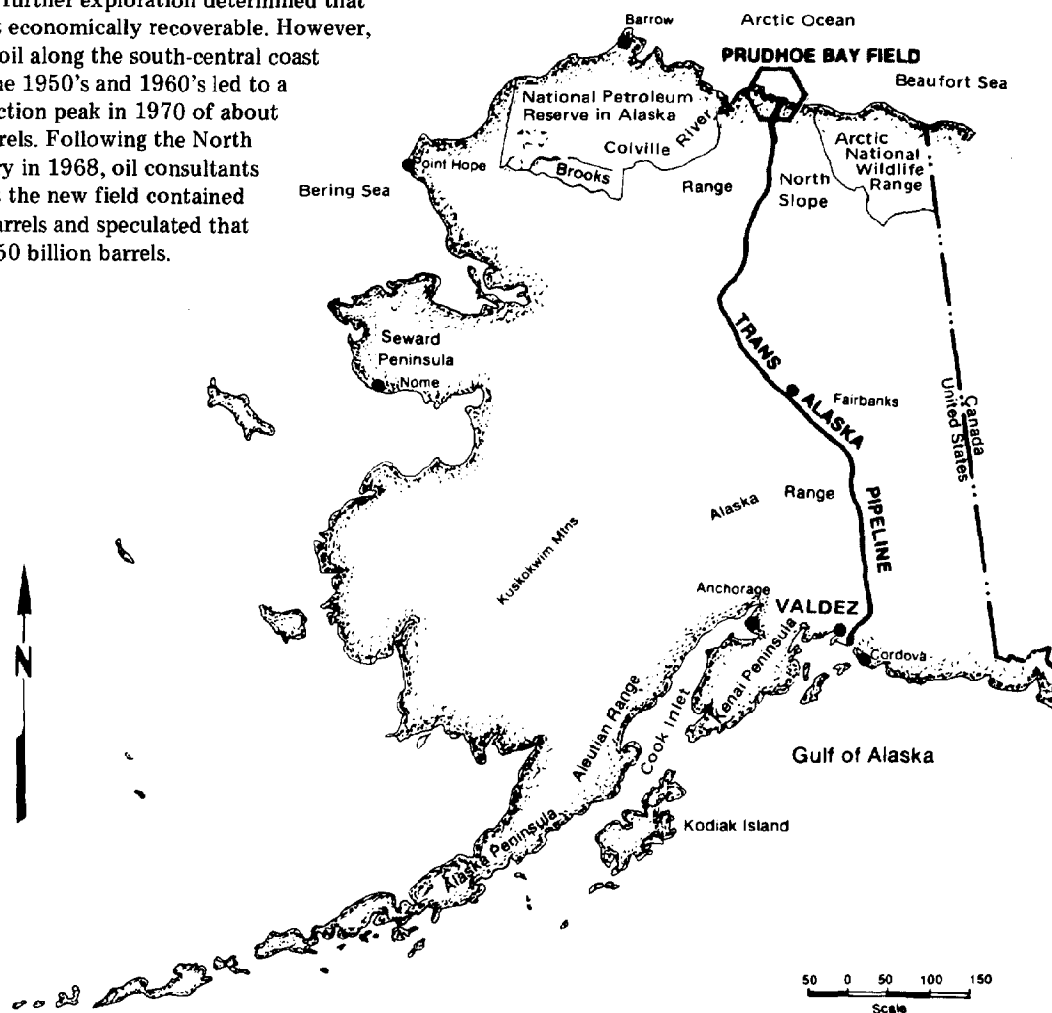 further exploration determined that
economically recoverable. However,
oil along the south-central coast
1950's and 1960's led to a
peak in 1970 of about
Following the North
in 1968, oil consultants
the new field contained
and speculated that
billion barrels.
Barrow
Arctic Ocean
PRUDHOE BAY FIELD
Beaufort Sea
National Petroleum
Reserve in Alaska
Colville River
Arctic
National
Wildlife
Range
Point Hope
Brooks
Range
North
Slope
Bering Sea
Seward
Peninsula
Nome
TRANS
ALASKA
PIPELINE
Fairbanks
Canada
United States
Alaska Range
Kuskokwim Mtns
Anchorage
VALDEZ
Cordova
Kenai Peninsula
Cook Inlet
Aleutian Range
Gulf of Alaska
Kodiak Island
Alaska Peninsula
N
50 0 50 100 150
Scale